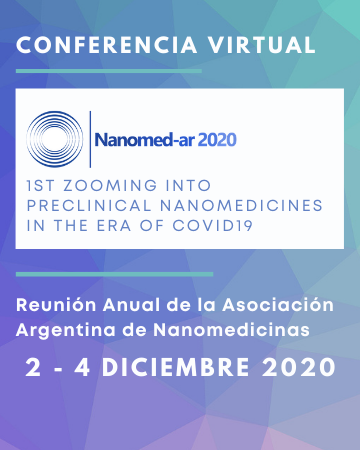 CONFERENCIA VIRTUAL
Nanomed-ar 2020
1ST ZOOMING INTO
PRECLINICAL NANOMEDICINES
IN THE ERA OF COVID19
Reunión Anual de la Asociación
Argentina de Nanomedicinas
2 - 4 DICIEMBRE 2020